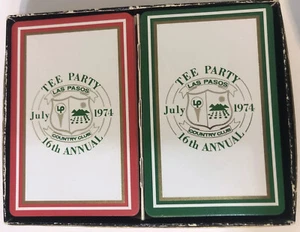 TEE PARTY
LAS PASOS
July LP 1974
COUNTRY CLUB
16th ANNUAL
TEE PARTY
LAS PASOS
July LP 1974
COUNTRY CLUB
16th ANNUAL